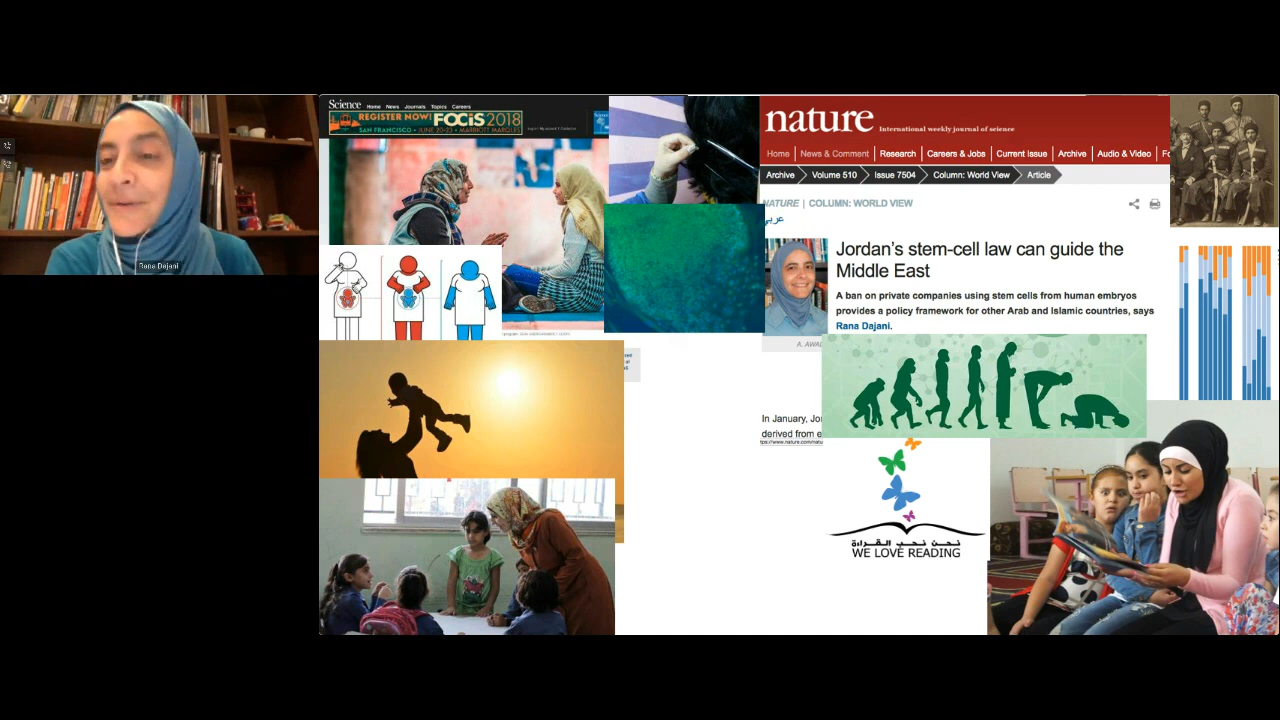 Rana Dajani
Science Home News Journals Topics Careers
REGISTER NOW! FOCiS 2018
SAN FRANCISCO • JUNE 20-23 • MARRIOTT MARQUIS
nature International weekly journal of science
Home News & Comment Research Careers & Jobs Current Issue Archive Audio & Video Fo
Archive Volume 510 Issue 7504 Column: World View Article
NATURE | COLUMN: WORLD VIEW
عربي
Jordan's stem-cell law can guide the
Middle East
A ban on private companies using stem cells from human embryos
provides a policy framework for other Arab and Islamic countries, says
Rana Dajani.
A. AWAD
In January, Jor
derived from e
نحن نحب القراءة
WE LOVE READING